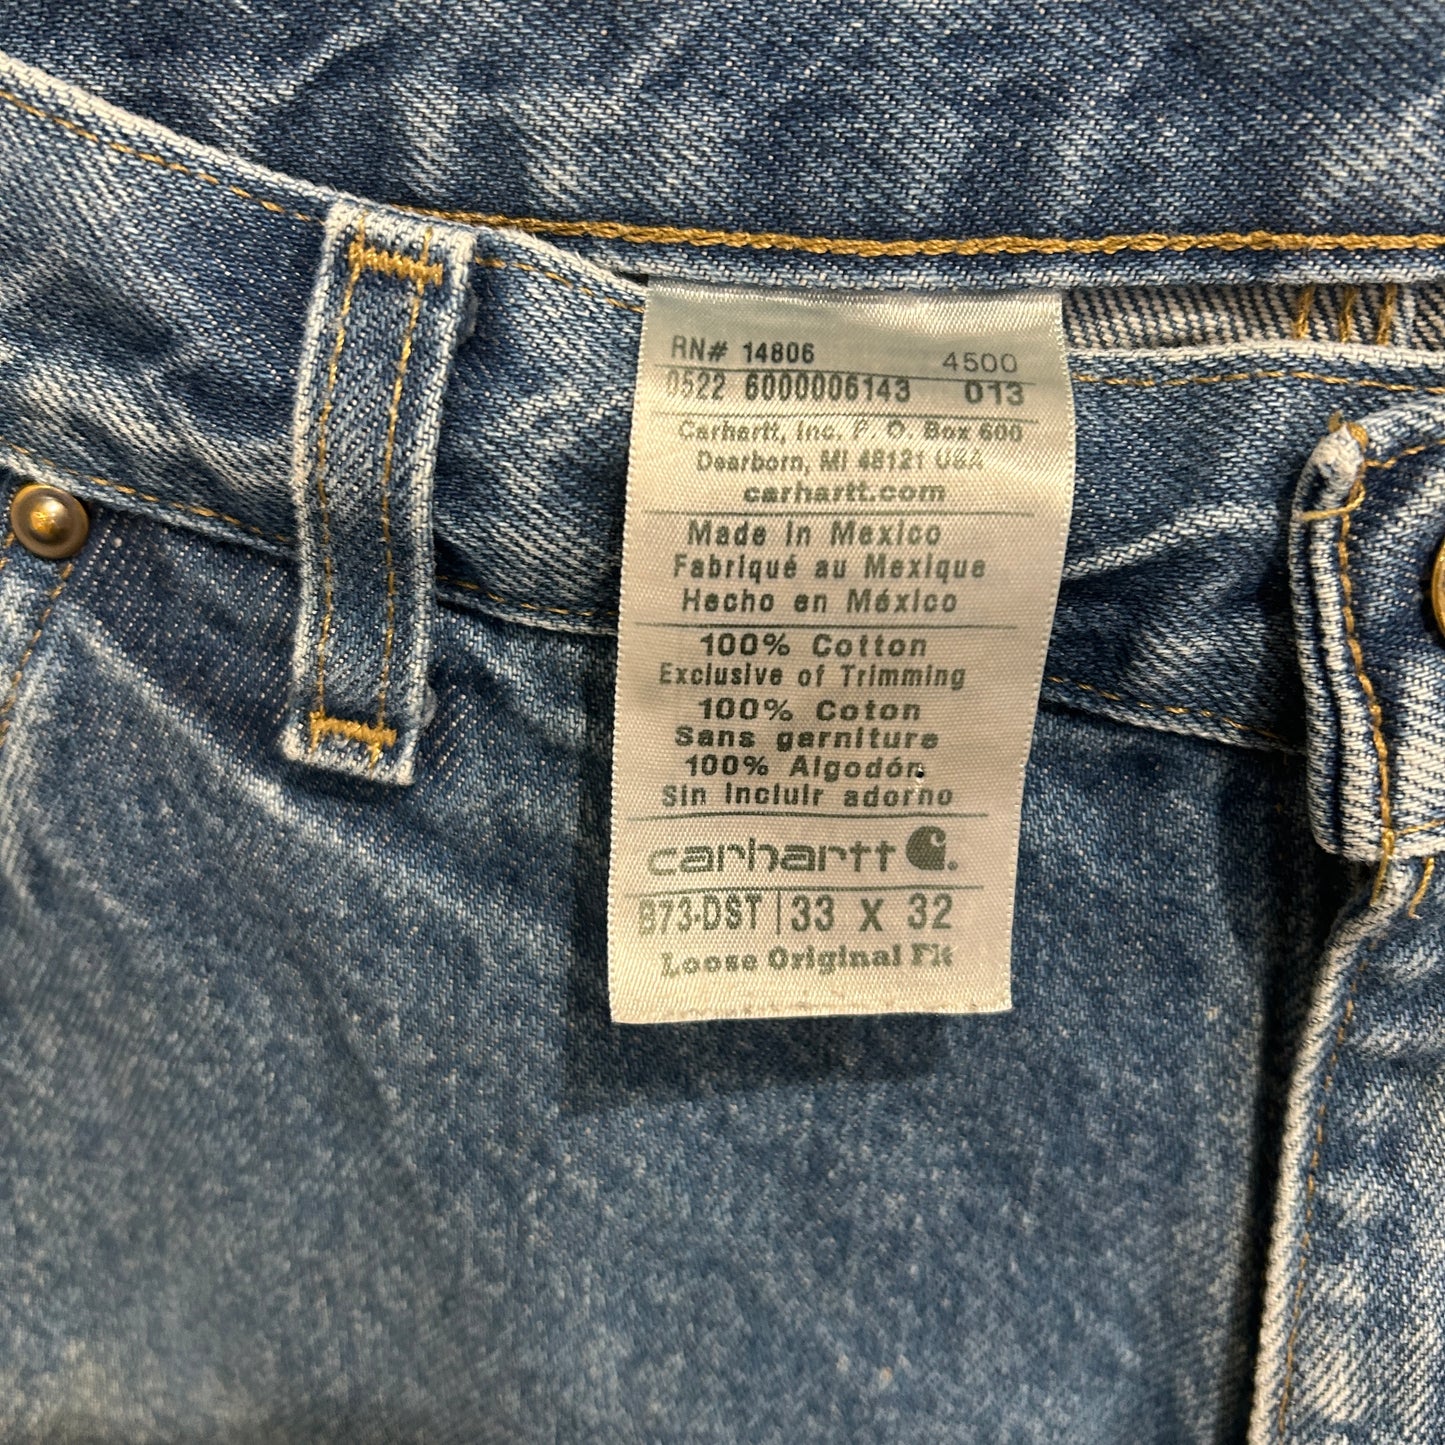 RN# 14806 4500
0522 6000006143 013
Carhartt, Inc. P. O. Box 600
Dearborn, MI 48121 USA
carhartt.com
Made In Mexico
Fabriqué au Mexique
Hecho en México
100% Cotton
Exclusive of Trimming
100% Coton
Sans garniture
100% Algodón
Sin Incluir adorno
carhartt
B73-DST | 33 X 32
Loose Original Fit